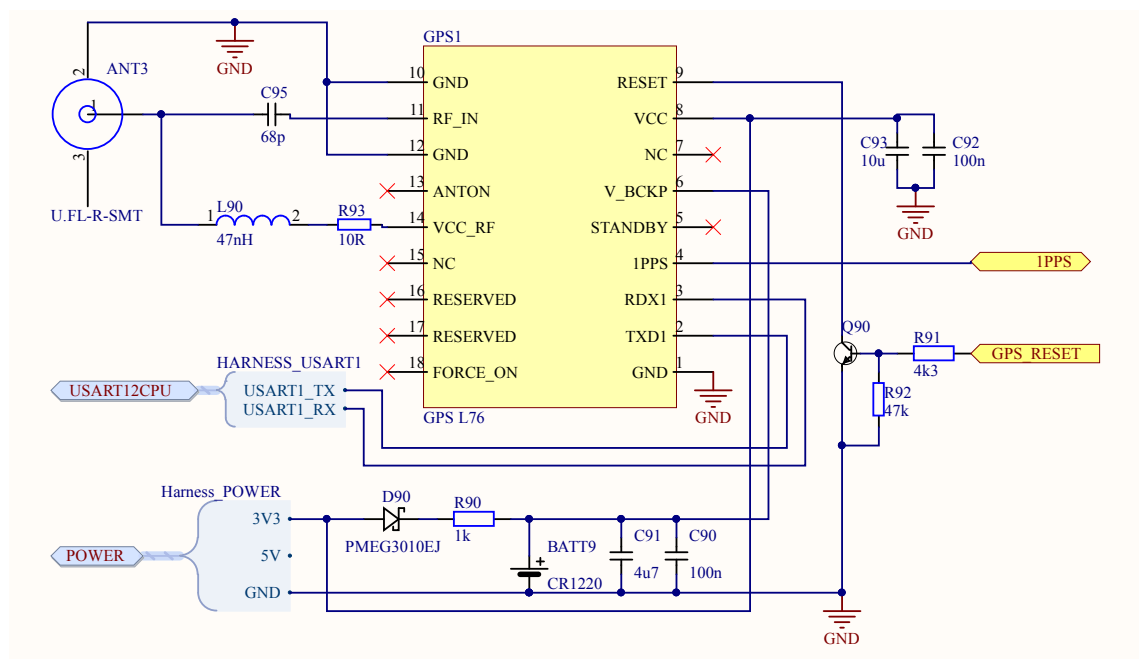 GPS1
ANT3
2
1
3
U.FL-R-SMT
GND
C95
68p
L90
1
2
47nH
R93
10R
10 GND
11 RF_IN
12 GND
13 ANTON
14 VCC_RF
15 NC
16 RESERVED
17 RESERVED
18 FORCE_ON
RESET 9
VCC 8
NC 7
V_BCKP 6
STANDBY 5
1PPS 4
RDX1 3
TXD1 2
GND 1
GPS L76
GND
C93
10u
C92
100n
GND
1PPS
Q90
R91
4k3
GPS_RESET
R92
47k
HARNESS_USART1
USART12CPU
USART1_TX
USART1_RX
Harness_POWER
POWER
3V3
5V
GND
D90
PMEG3010EJ
R90
1k
BATT9
+
CR1220
C91
4u7
C90
100n
GND